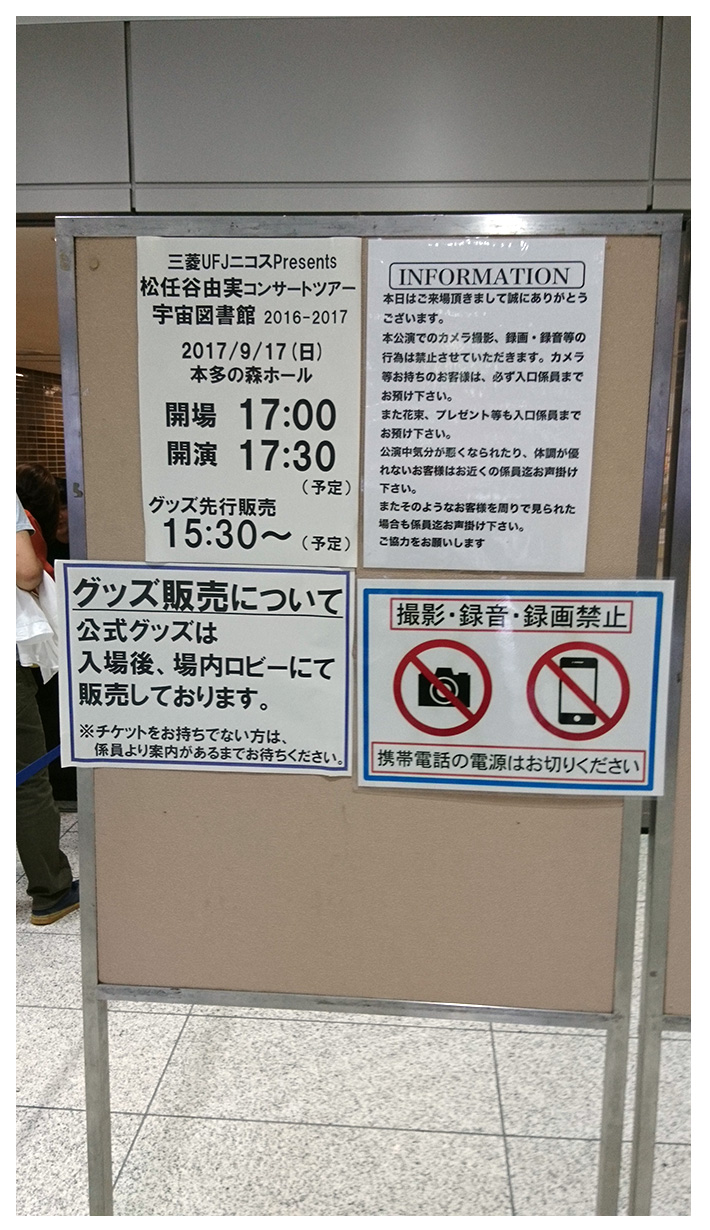 三菱UFJニコスPresents
松任谷由実コンサートツアー
宇宙図書館 2016-2017
2017/9/17(日)
本多の森ホール
開場 17:00
開演 17:30
(予定)
グッズ先行販売
15:30～(予定)
INFORMATION
本日はご来場頂きまして誠にありがとう
ございます。
本公演でのカメラ撮影、録画・録音等の
行為は禁止させていただきます。カメラ
等お持ちのお客様は、必ず入口係員まで
お預け下さい。
また花束、プレゼント等も入口係員まで
お預け下さい。
公演中気分が悪くなられたり、体調が優
れないお客様はお近くの係員迄お声掛け
下さい。
またそのようなお客様を周りで見られた
場合も係員迄お声掛け下さい。
ご協力をお願いします
グッズ販売について
公式グッズは
入場後、場内ロビーにて
販売しております。
※チケットをお持ちでない方は、
係員より案内があるまでお待ちください。
撮影・録音・録画禁止
携帯電話の電源はお切りください